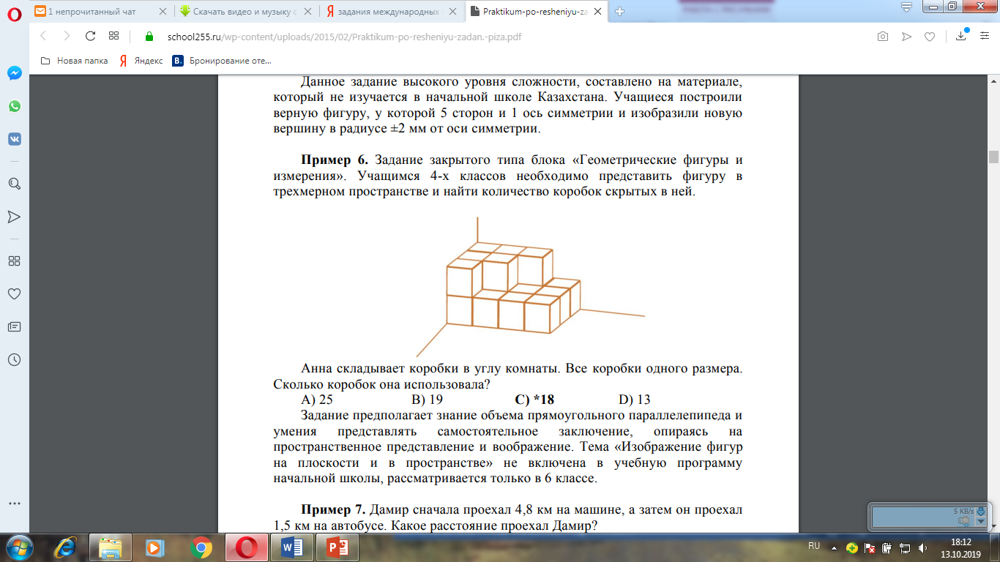 1 непрочитанный чат
Скачать видео и музыку с
задания международных
Praktikum-po-resheniyu-za
school255.ru/wp-content/uploads/2015/02/Praktikum-po-resheniyu-zadan.-piza.pdf
Новая папка
Яндекс
Бронирование оте...
Данное задание высокого уровня сложности, составлено на материале,
который не изучается в начальной школе Казахстана. Учащиеся построили
верную фигуру, у которой 5 сторон и 1 ось симметрии и изобразили новую
вершину в радиусе ±2 мм от оси симметрии.
Пример 6. Задание закрытого типа блока «Геометрические фигуры и
измерения». Учащимся 4-х классов необходимо представить фигуру в
трехмерном пространстве и найти количество коробок скрытых в ней.
Анна складывает коробки в углу комнаты. Все коробки одного размера.
Сколько коробок она использовала?
А) 25 В) 19 С) *18 D) 13
Задание предполагает знание объема прямоугольного параллелепипеда и
умения представлять самостоятельное заключение, опираясь на
пространственное представление и воображение. Тема «Изображение фигур
на плоскости и в пространстве» не включена в учебную программу
начальной школы, рассматривается только в 6 классе.
Пример 7. Дамир сначала проехал 4,8 км на машине, а затем он проехал
1,5 км на автобусе. Какое расстояние проехал Дамир?
5 KB/s
RU
18:12
13.10.2019